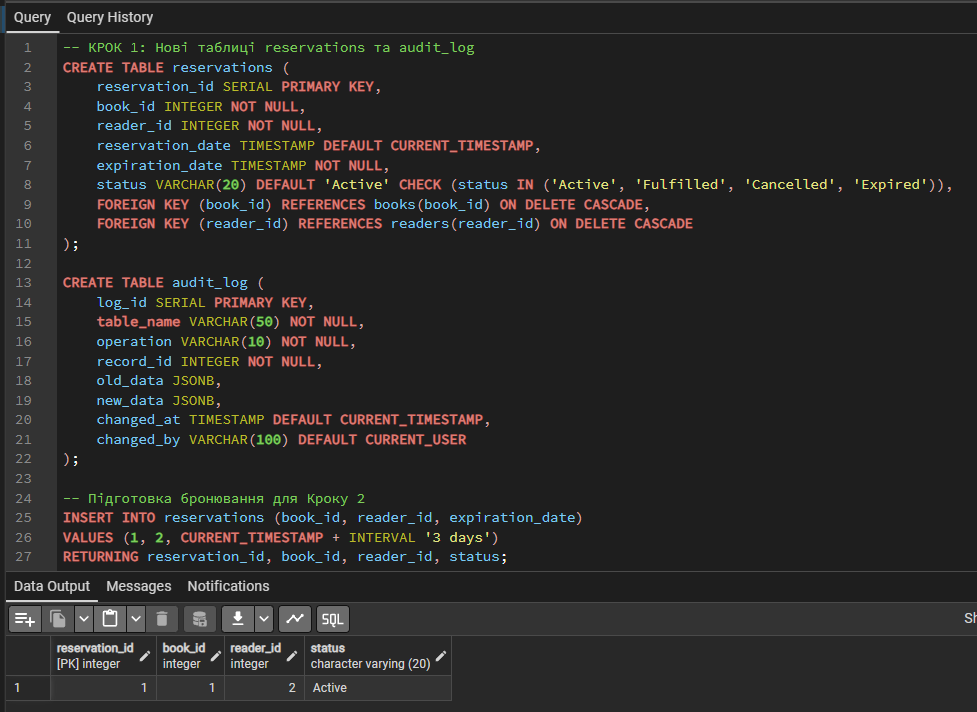 Query Query History
1 -- КРОК 1: Нові таблиці reservations та audit_log
2 CREATE TABLE reservations (
3 reservation_id SERIAL PRIMARY KEY,
4 book_id INTEGER NOT NULL,
5 reader_id INTEGER NOT NULL,
6 reservation_date TIMESTAMP DEFAULT CURRENT_TIMESTAMP,
7 expiration_date TIMESTAMP NOT NULL,
8 status VARCHAR(20) DEFAULT 'Active' CHECK (status IN ('Active', 'Fulfilled', 'Cancelled', 'Expired')),
9 FOREIGN KEY (book_id) REFERENCES books(book_id) ON DELETE CASCADE,
10 FOREIGN KEY (reader_id) REFERENCES readers(reader_id) ON DELETE CASCADE
11 );
12
13 CREATE TABLE audit_log (
14 log_id SERIAL PRIMARY KEY,
15 table_name VARCHAR(50) NOT NULL,
16 operation VARCHAR(10) NOT NULL,
17 record_id INTEGER NOT NULL,
18 old_data JSONB,
19 new_data JSONB,
20 changed_at TIMESTAMP DEFAULT CURRENT_TIMESTAMP,
21 changed_by VARCHAR(100) DEFAULT CURRENT_USER
22 );
23
24 -- Підготовка бронювання для Кроку 2
25 INSERT INTO reservations (book_id, reader_id, expiration_date)
26 VALUES (1, 2, CURRENT_TIMESTAMP + INTERVAL '3 days')
27 RETURNING reservation_id, book_id, reader_id, status;
Data Output Messages Notifications
SQL Sh
reservation_id book_id reader_id status
[PK] integer integer integer character varying (20)
1 1 1 2 Active